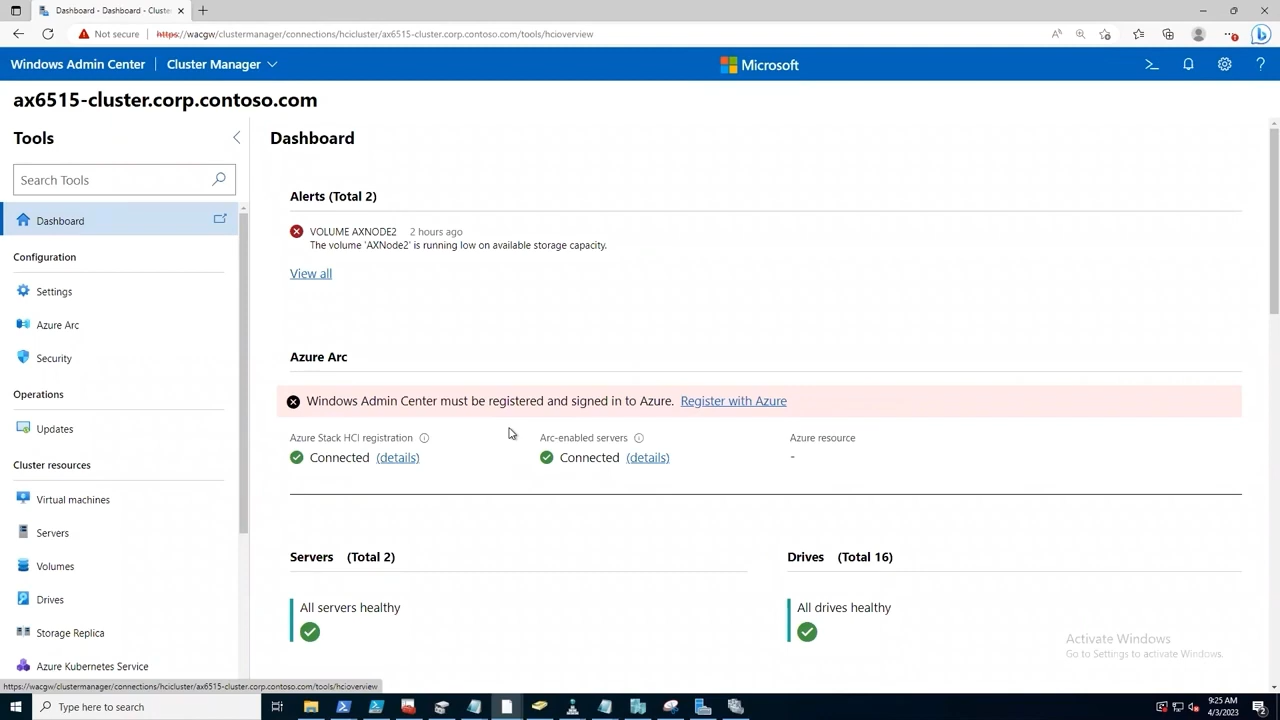 Dashboard - Dashboard - Cluster
Not secure
https://wacgw/clustermanager/connections/hcicluster/ax6515-cluster.corp.contoso.com/tools/hcioverview
Windows Admin Center
Cluster Manager
Microsoft
ax6515-cluster.corp.contoso.com
Tools
Search Tools
Dashboard
Configuration
Settings
Azure Arc
Security
Operations
Updates
Cluster resources
Virtual machines
Servers
Volumes
Drives
Storage Replica
Azure Kubernetes Service
Dashboard
Alerts (Total 2)
VOLUME AXNODE2 2 hours ago
The volume 'AXNode2' is running low on available storage capacity.
View all
Azure Arc
Windows Admin Center must be registered and signed in to Azure. Register with Azure
Azure Stack HCI registration
Connected (details)
Arc-enabled servers
Connected (details)
Azure resource
-
Servers (Total 2)
All servers healthy
Drives (Total 16)
All drives healthy
Activate Windows
Go to Settings to activate Windows.
https://wacgw/clustermanager/connections/hcicluster/ax6515-cluster.corp.contoso.com/tools/hcioverview
Type here to search
9:25 AM
4/3/2023
2